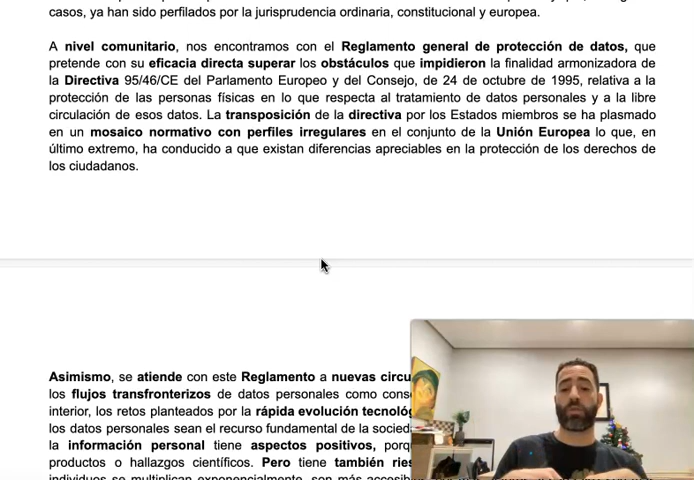 casos, ya han sido perfilados por la jurisprudencia ordinaria, constitucional y europea.
A nivel comunitario, nos encontramos con el Reglamento general de protección de datos, que
pretende con su eficacia directa superar los obstáculos que impidieron la finalidad armonizadora de
la Directiva 95/46/CE del Parlamento Europeo y del Consejo, de 24 de octubre de 1995, relativa a la
protección de las personas físicas en lo que respecta al tratamiento de datos personales y a la libre
circulación de esos datos. La transposición de la directiva por los Estados miembros se ha plasmado
en un mosaico normativo con perfiles irregulares en el conjunto de la Unión Europea lo que, en
último extremo, ha conducido a que existan diferencias apreciables en la protección de los derechos de
los ciudadanos.
Asimismo, se atiende con este Reglamento a nuevas circu
los flujos transfronterizos de datos personales como cons
interior, los retos planteados por la rápida evolución tecnológ
los datos personales sean el recurso fundamental de la socied
la información personal tiene aspectos positivos, porq
productos o hallazgos científicos. Pero tiene también ries
individuos se multiplican exponencialmente, son más accesib